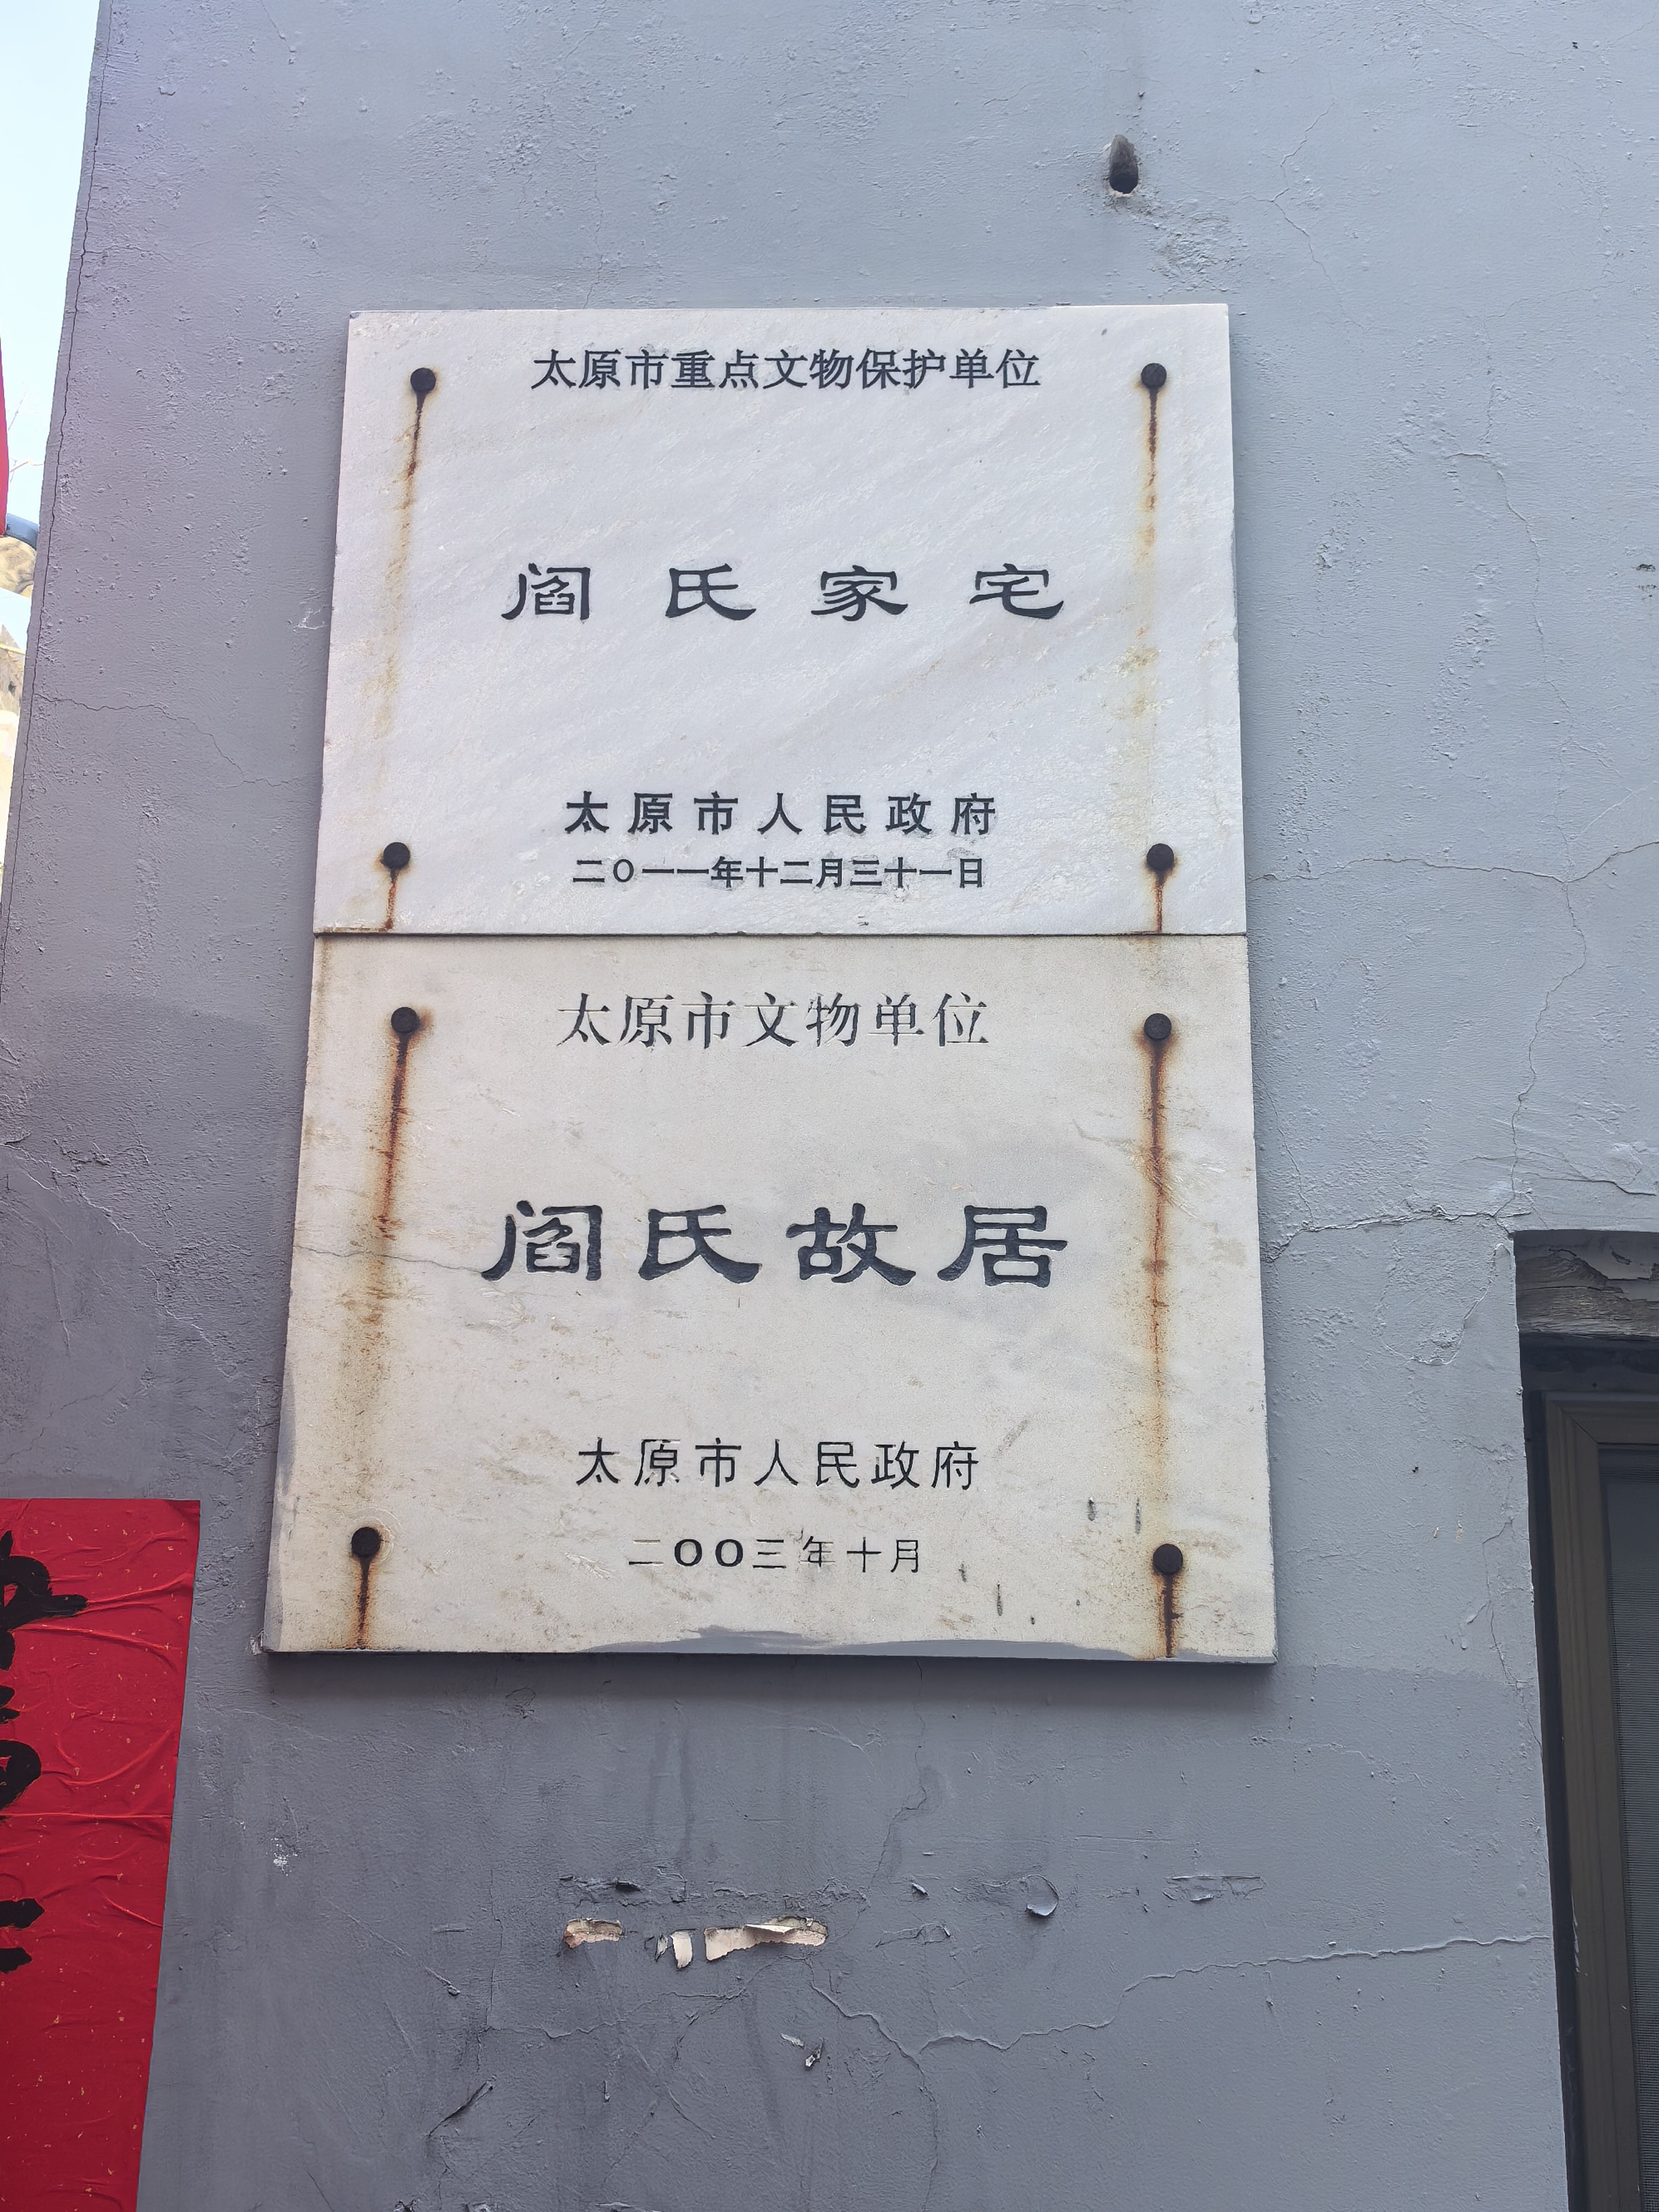 太原市重点文物保护单位
阎氏家宅
太原市人民政府
二〇一一年十二月三十一日
太原市文物单位
阎氏故居
太原市人民政府
二〇〇三年十月